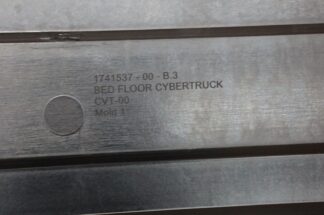 1741537 - 00 - B.3
BED FLOOR CYBERTRUCK
CVT-00
Mold 1